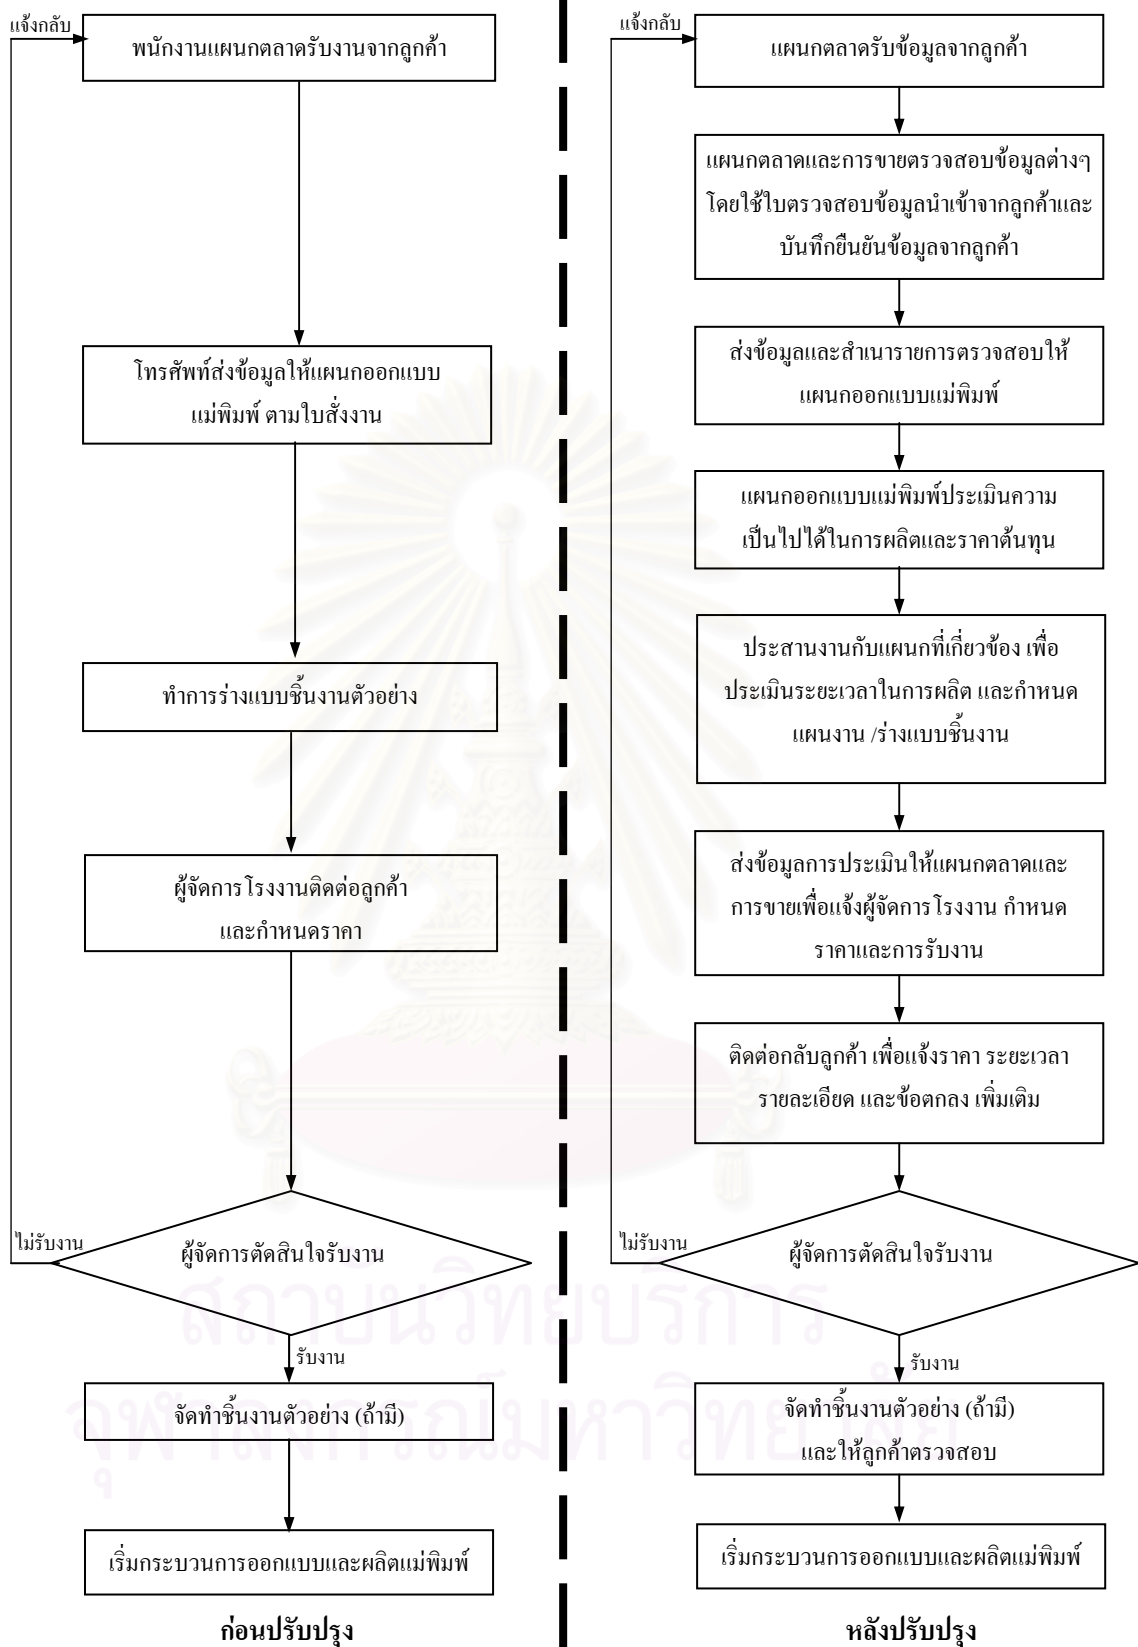 แจ้งกลับ
พนักงานแผนกตลาดรับงานจากลูกค้า
โทรศัพท์ส่งข้อมูลให้แผนกออกแบบ
แม่พิมพ์ ตามใบสั่งงาน
ทำการร่างแบบชิ้นงานตัวอย่าง
ผู้จัดการโรงงานติดต่อลูกค้า
และกำหนดราคา
ไม่รับงาน
ผู้จัดการตัดสินใจรับงาน
รับงาน
จัดทำชิ้นงานตัวอย่าง (ถ้ามี)
เริ่มกระบวนการออกแบบและผลิตแม่พิมพ์
ก่อนปรับปรุง
แจ้งกลับ
แผนกตลาดรับข้อมูลจากลูกค้า
แผนกตลาดและการขายตรวจสอบข้อมูลต่างๆ
โดยใช้ใบตรวจสอบข้อมูลนำเข้าจากลูกค้าและ
บันทึกยืนยันข้อมูลจากลูกค้า
ส่งข้อมูลและสำเนารายการตรวจสอบให้
แผนกออกแบบแม่พิมพ์
แผนกออกแบบแม่พิมพ์ประเมินความ
เป็นไปได้ในการผลิตและราคาต้นทุน
ประสานงานกับแผนกที่เกี่ยวข้อง เพื่อ
ประเมินระยะเวลาในการผลิต และกำหนด
แผนงาน /ร่างแบบชิ้นงาน
ส่งข้อมูลการประเมินให้แผนกตลาดและ
การขายเพื่อแจ้งผู้จัดการโรงงาน กำหนด
ราคาและการรับงาน
ติดต่อกลับลูกค้า เพื่อแจ้งราคา ระยะเวลา
รายละเอียด และข้อตกลง เพิ่มเติม
ไม่รับงาน
ผู้จัดการตัดสินใจรับงาน
รับงาน
จัดทำชิ้นงานตัวอย่าง (ถ้ามี)
และให้ลูกค้าตรวจสอบ
เริ่มกระบวนการออกแบบและผลิตแม่พิมพ์
หลังปรับปรุง
สถาบันวิทยบริการ
จุฬาลงกรณ์มหาวิทยาลัย